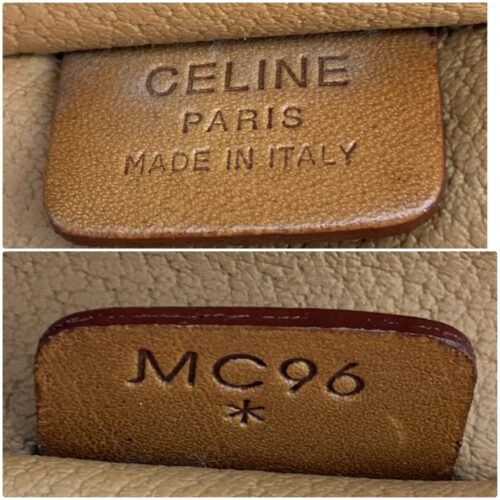 CELINE
PARIS
MADE IN ITALY
MC96
*